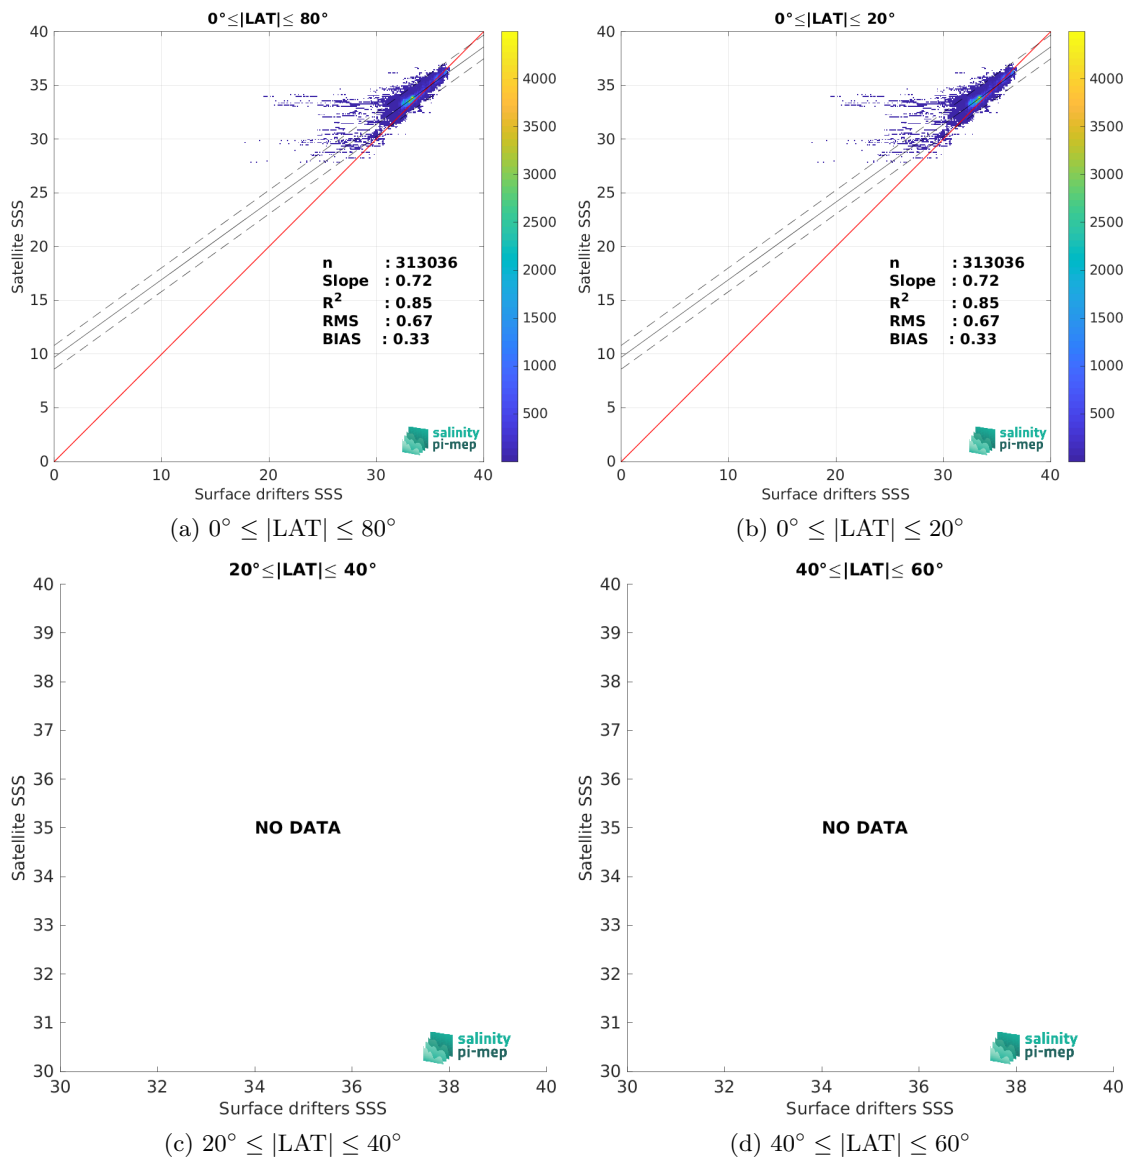 0°≤|LAT|≤ 80°
40
35
30
25
20
15
10
5
0
Satellite SSS
0
10
20
30
40
Surface drifters SSS
n : 313036
Slope : 0.72
R² : 0.85
RMS : 0.67
BIAS : 0.33
salinity
pi-mep
4000
3500
3000
2500
2000
1500
1000
500
(a) 0° ≤ |LAT| ≤ 80°
0°≤|LAT|≤ 20°
40
35
30
25
20
15
10
5
0
Satellite SSS
0
10
20
30
40
Surface drifters SSS
n : 313036
Slope : 0.72
R² : 0.85
RMS : 0.67
BIAS : 0.33
salinity
pi-mep
4000
3500
3000
2500
2000
1500
1000
500
(b) 0° ≤ |LAT| ≤ 20°
20°≤|LAT|≤ 40°
40
39
38
37
36
35
34
33
32
31
30
Satellite SSS
NO DATA
salinity
pi-mep
30
32
34
36
38
40
Surface drifters SSS
(c) 20° ≤ |LAT| ≤ 40°
40°≤|LAT|≤ 60°
40
39
38
37
36
35
34
33
32
31
30
Satellite SSS
NO DATA
salinity
pi-mep
30
32
34
36
38
40
Surface drifters SSS
(d) 40° ≤ |LAT| ≤ 60°